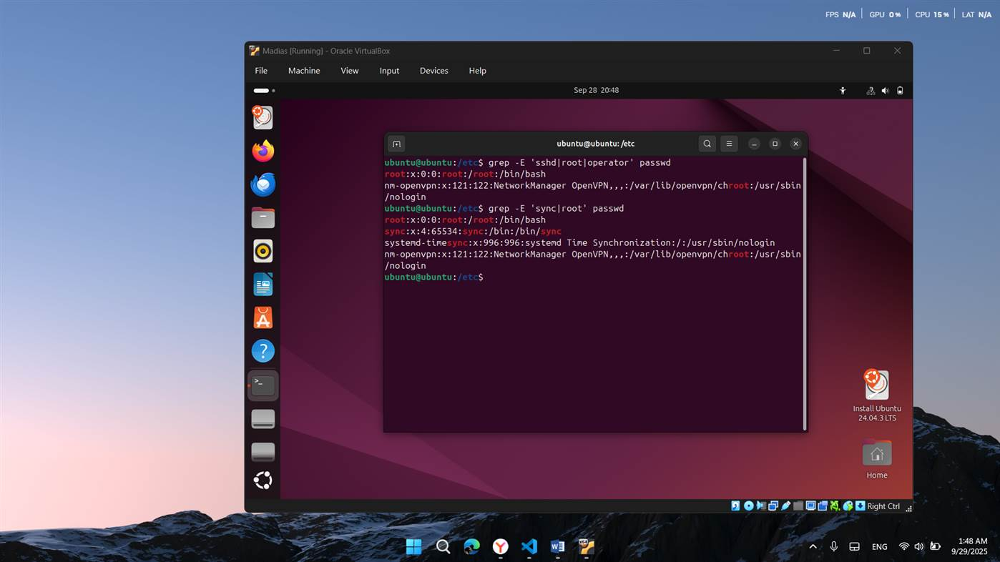 FPS N/A GPU 0% CPU 15% LAT N/A
Madias [Running] - Oracle VirtualBox
File Machine View Input Devices Help
Sep 28 20:48
ubuntu@ubuntu: /etc
ubuntu@ubuntu:/etc$ grep -E 'sshd|root|operator' passwd
root:x:0:0:root:/root:/bin/bash
nm-openvpn:x:121:122:NetworkManager OpenVPN,,,:/var/lib/openvpn/chroot:/usr/sbin
/nologin
ubuntu@ubuntu:/etc$ grep -E 'sync|root' passwd
root:x:0:0:root:/root:/bin/bash
sync:x:4:65534:sync:/bin:/bin/sync
systemd-timesync:x:996:996:systemd Time Synchronization:/:/usr/sbin/nologin
nm-openvpn:x:121:122:NetworkManager OpenVPN,,,:/var/lib/openvpn/chroot:/usr/sbin
/nologin
ubuntu@ubuntu:/etc$
Install Ubuntu
24.04.3 LTS
Home
Right Ctrl
ENG
1:48 AM
9/29/2025